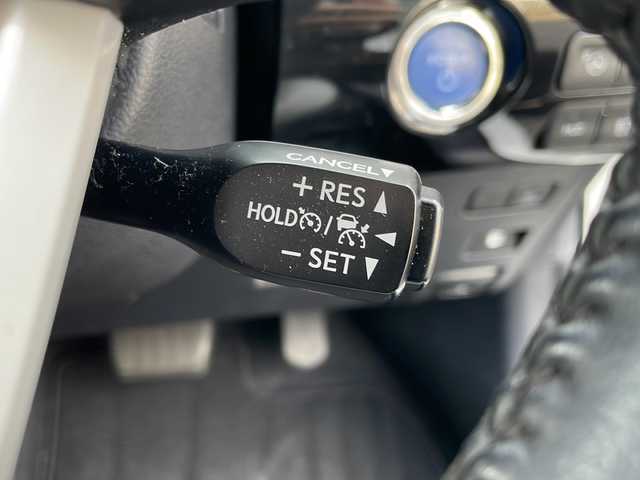 CANCEL▼
+RES ▲
HOLD / ◀
−SET ▼